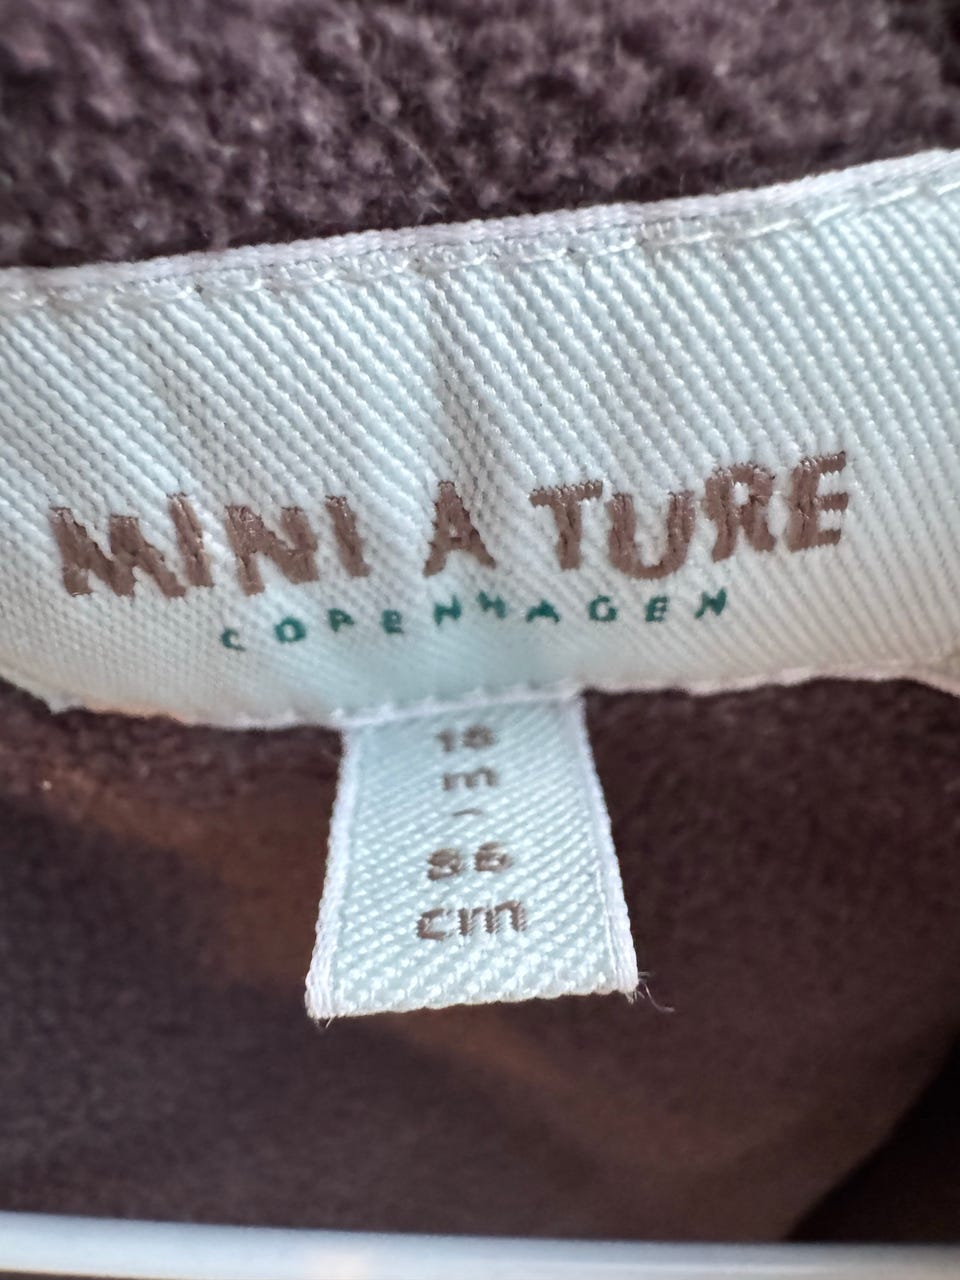 MINI A TURE
COPENHAGEN
18
m
-
86
cm